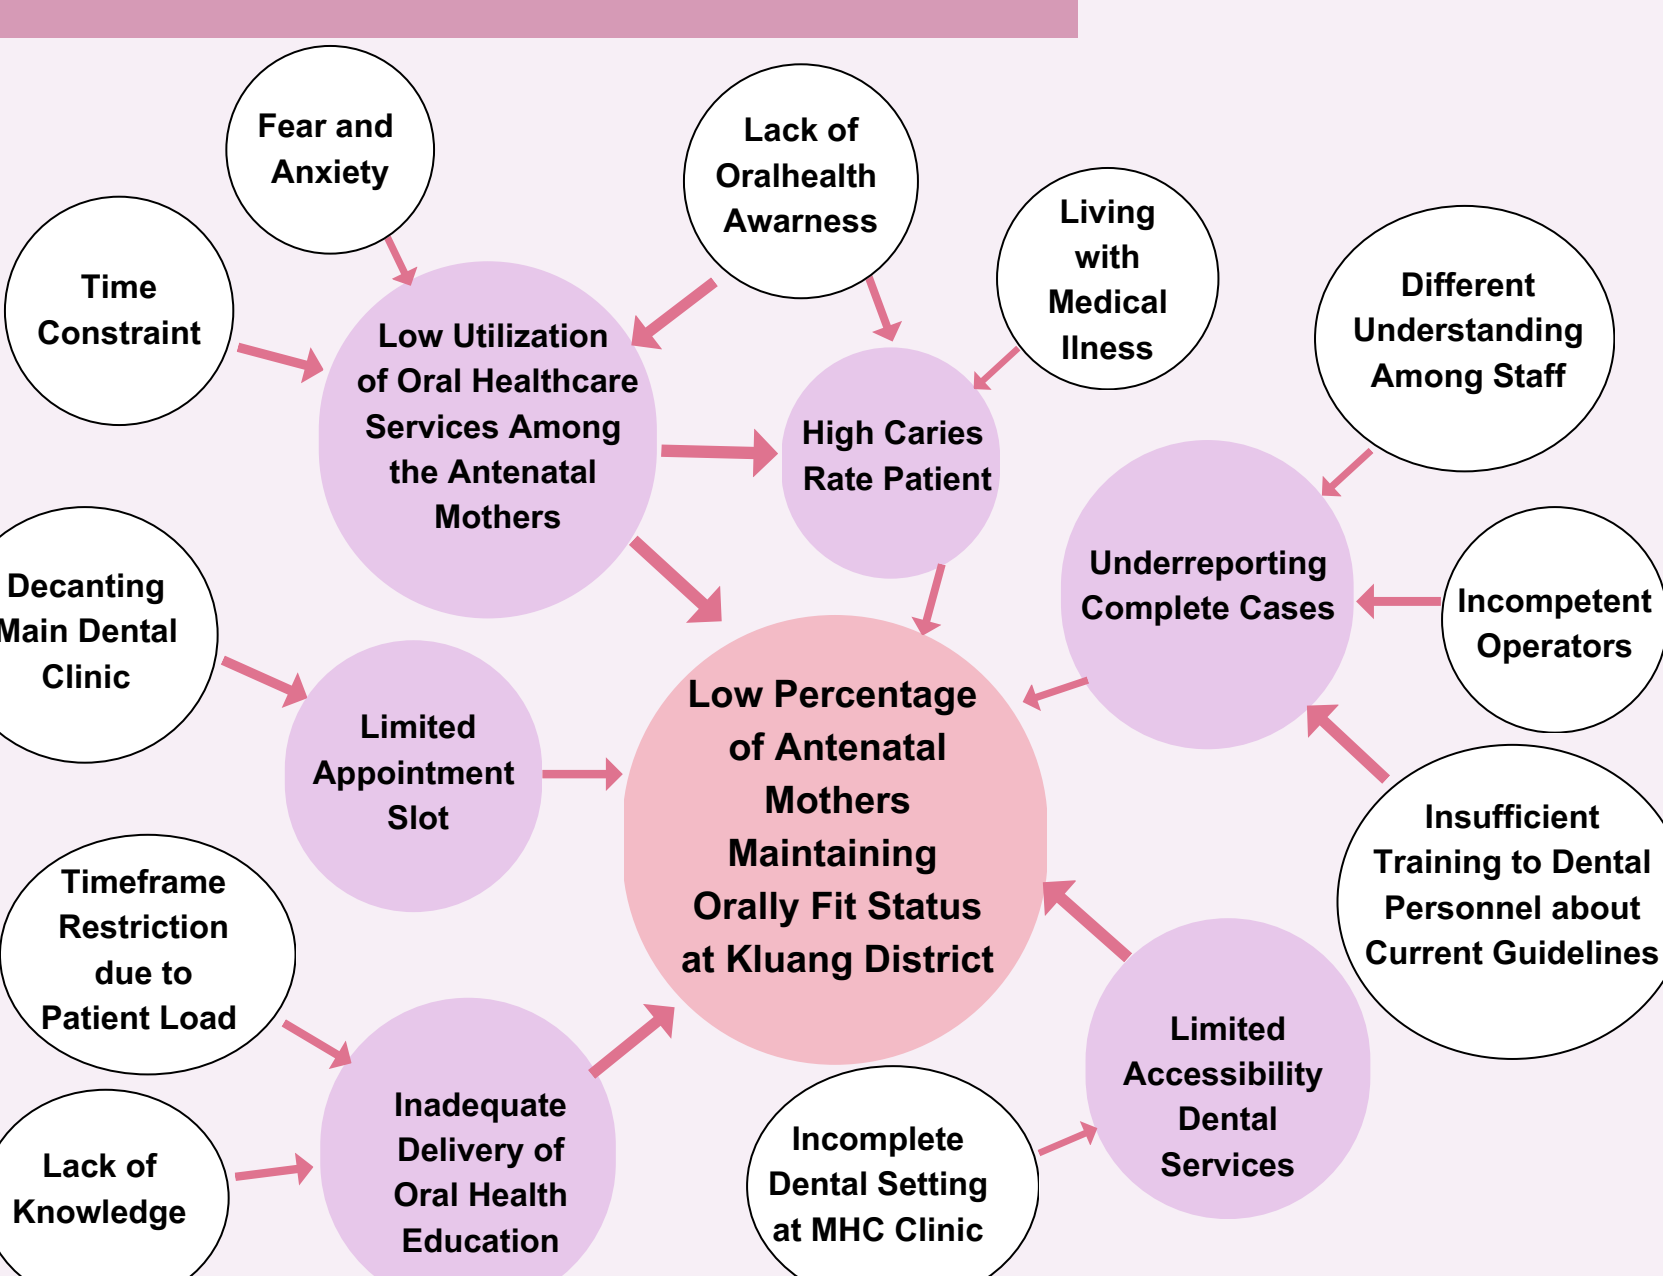 Fear and
Anxiety
Lack of
Oralhealth
Awarness
Living
with
Medical
Ilness
Time
Constraint
Different
Understanding
Among Staff
Low Utilization
of Oral Healthcare
Services Among
the Antenatal
Mothers
High Caries
Rate Patient
Underreporting
Complete Cases
Incompetent
Operators
Decanting
Main Dental
Clinic
Limited
Appointment
Slot
Low Percentage
of Antenatal
Mothers
Maintaining
Orally Fit Status
at Kluang District
Insufficient
Training to Dental
Personnel about
Current Guidelines
Timeframe
Restriction
due to
Patient Load
Limited
Accessibility
Dental
Services
Lack of
Knowledge
Inadequate
Delivery of
Oral Health
Education
Incomplete
Dental Setting
at MHC Clinic